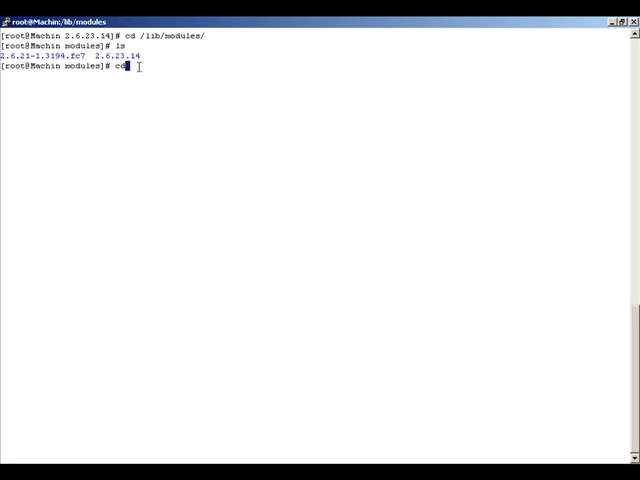 root@Machin:/lib/modules
[root@Machin 2.6.23.14]# cd /lib/modules/
[root@Machin modules]# ls
2.6.21-1.3194.fc7  2.6.23.14
[root@Machin modules]# cd